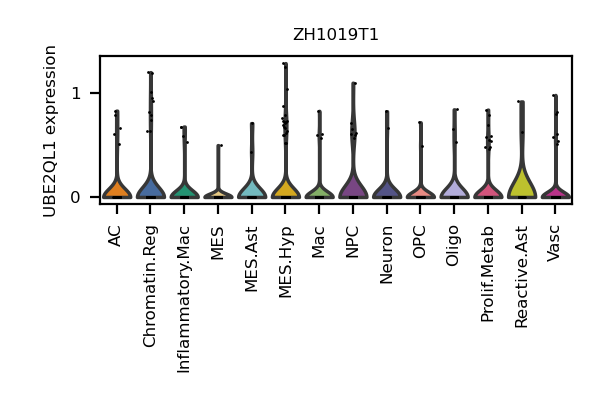 ZH1019T1
UBE2QL1 expression
1
0
AC
Chromatin.Reg
Inflammatory.Mac
MES
MES.Ast
MES.Hyp
Mac
NPC
Neuron
OPC
Oligo
Prolif.Metab
Reactive.Ast
Vasc